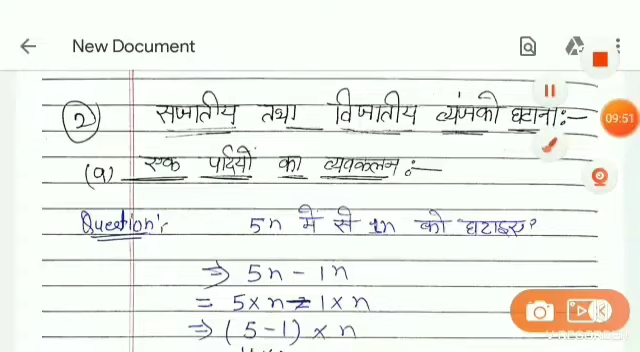 New Document
② सजातीय तथा विजातीय व्यंजको घटाना:-
09:51
(a) एक पदियों का व्यवकलन:-
Question: 5n में से 1n को घटाइए?
⇒ 5n - 1n
= 5×n - 1×n
⇒ (5-1) × n